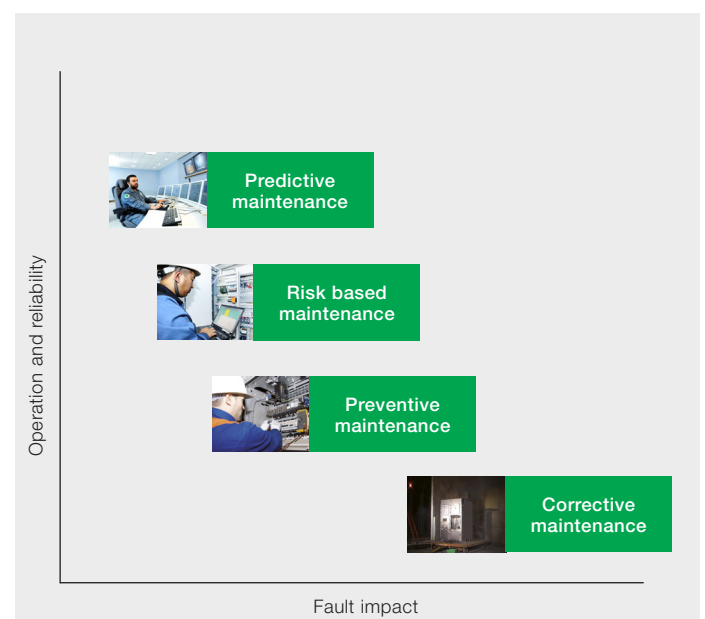 Predictive
maintenance
Risk based
maintenance
Preventive
maintenance
Corrective
maintenance
Operation and reliability
Fault impact